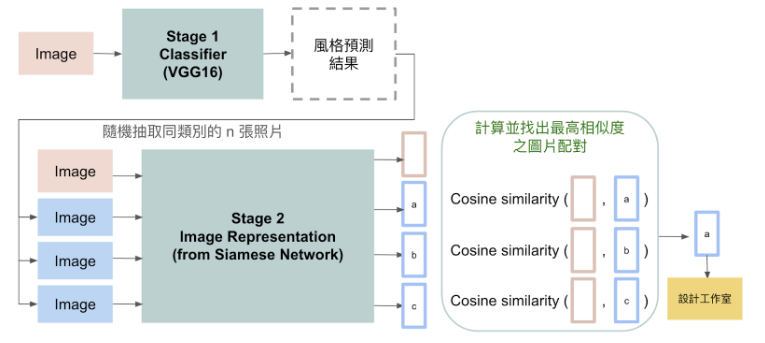 Image
Stage 1
Classifier
(VGG16)
風格預測
結果
隨機抽取同類別的 n 張照片
Image
Image
Image
Image
Stage 2
Image Representation
(from Siamese Network)
a
b
c
計算並找出最高相似度
之圖片配對
Cosine similarity ( , a )
Cosine similarity ( , b )
Cosine similarity ( , c )
a
設計工作室